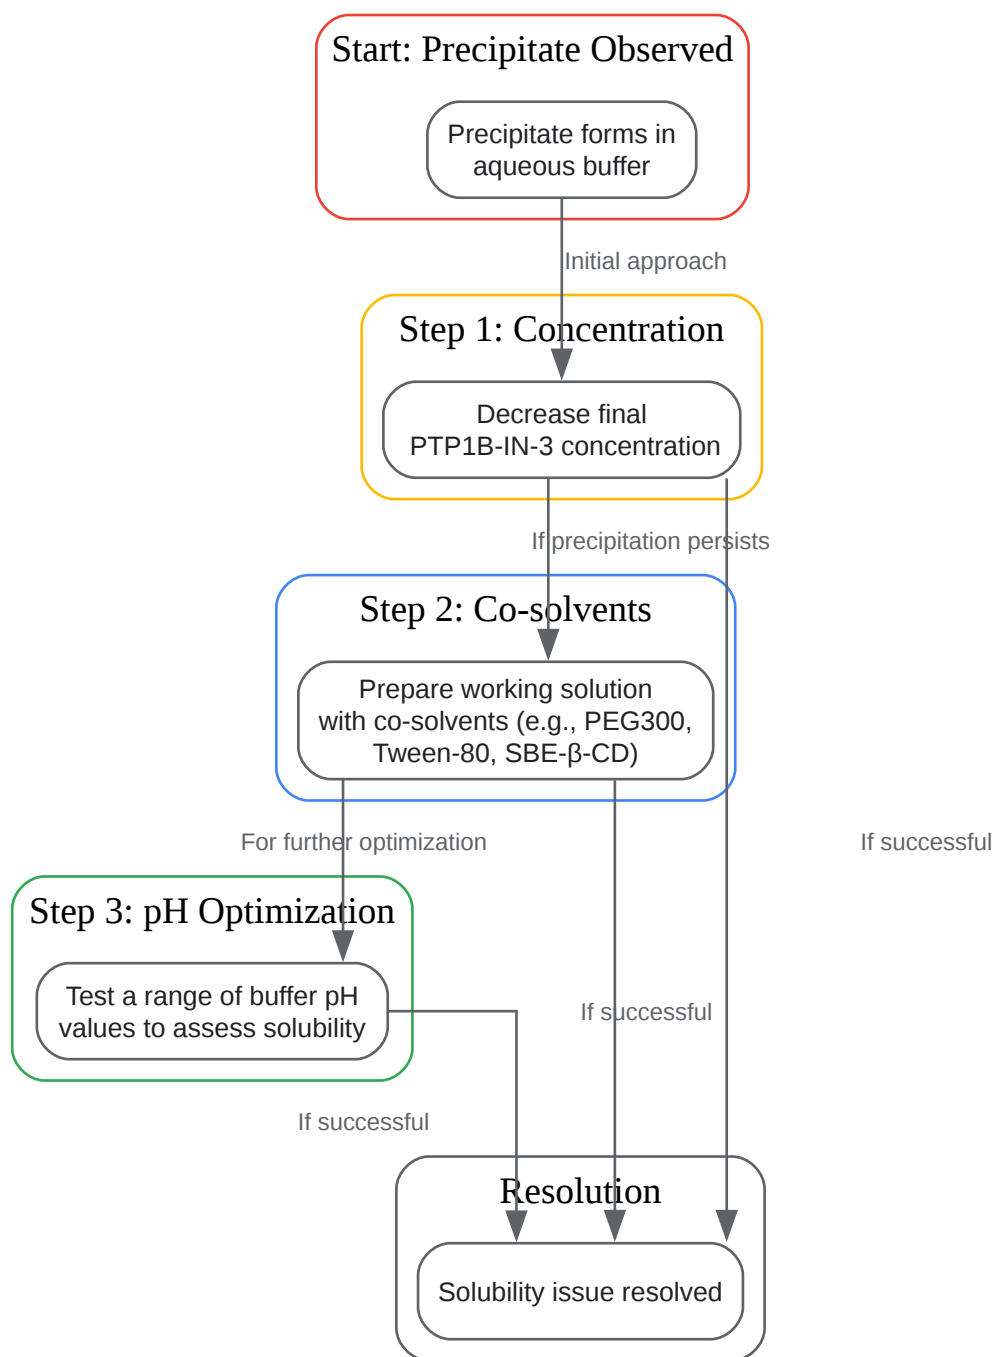 Start: Precipitate Observed
Precipitate forms in
aqueous buffer
Initial approach
Step 1: Concentration
Decrease final
PTP1B-IN-3 concentration
If precipitation persists
Step 2: Co-solvents
Prepare working solution
with co-solvents (e.g., PEG300,
Tween-80, SBE-β-CD)
For further optimization
If successful
Step 3: pH Optimization
Test a range of buffer pH
values to assess solubility
If successful
If successful
Resolution
Solubility issue resolved